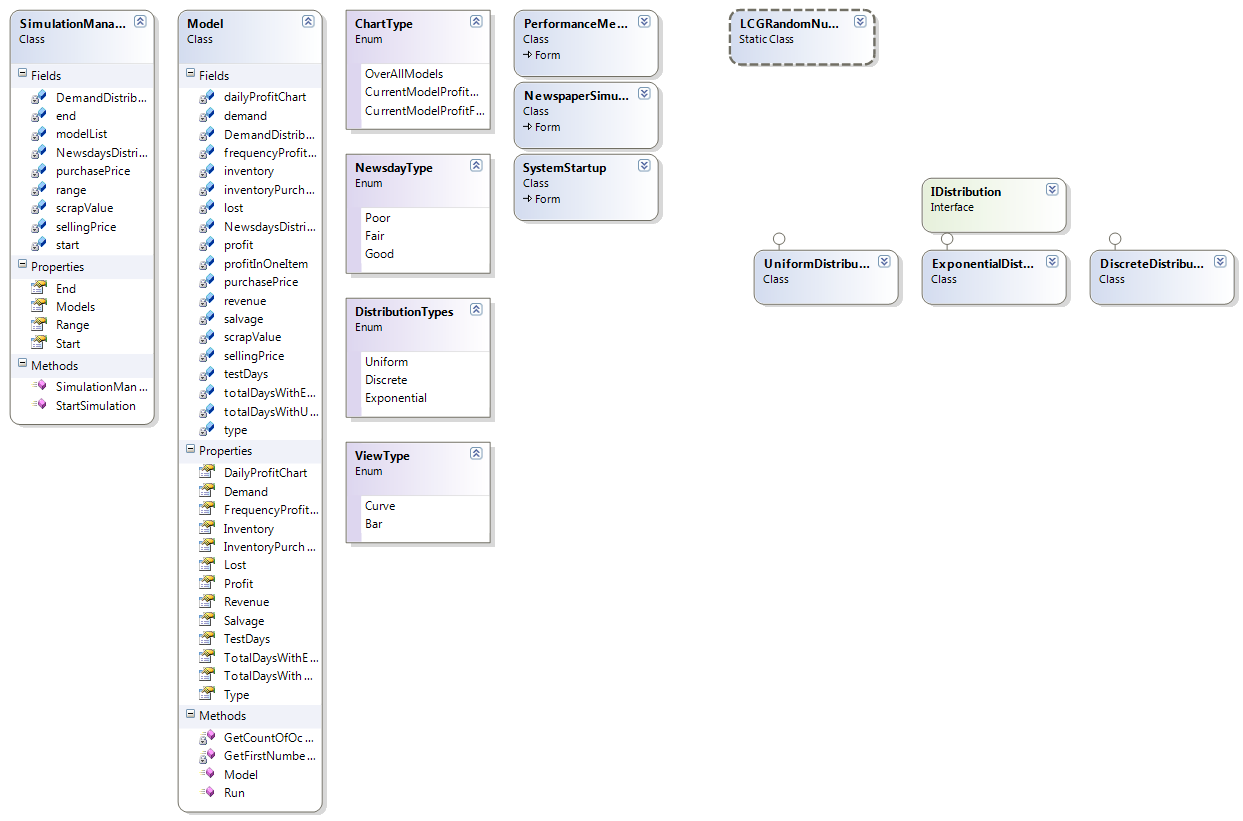 SimulationMana...
Class
Fields
DemandDistrib...
end
modelList
NewsdaysDistri...
purchasePrice
range
scrapValue
sellingPrice
start
Properties
End
Models
Range
Start
Methods
SimulationMan...
StartSimulation
Model
Class
Fields
dailyProfitChart
demand
DemandDistrib...
frequencyProfit...
inventory
inventoryPurch...
lost
NewsdaysDistri...
profit
profitInOneItem
purchasePrice
revenue
salvage
scrapValue
sellingPrice
testDays
totalDaysWithE...
totalDaysWithU...
type
Properties
DailyProfitChart
Demand
FrequencyProfit...
Inventory
InventoryPurch...
Lost
Profit
Revenue
Salvage
TestDays
TotalDaysWithE...
TotalDaysWith...
Type
Methods
GetCountOfOc...
GetFirstNumbe...
Model
Run
ChartType
Enum
OverAllModels
CurrentModelProfit...
CurrentModelProfitF...
NewsdayType
Enum
Poor
Fair
Good
DistributionTypes
Enum
Uniform
Discrete
Exponential
ViewType
Enum
Curve
Bar
PerformanceMe...
Class
Form
NewspaperSimu...
Class
Form
SystemStartup
Class
Form
LCGRandomNu...
Static Class
IDistribution
Interface
UniformDistribu...
Class
ExponentialDist...
Class
DiscreteDistribu...
Class